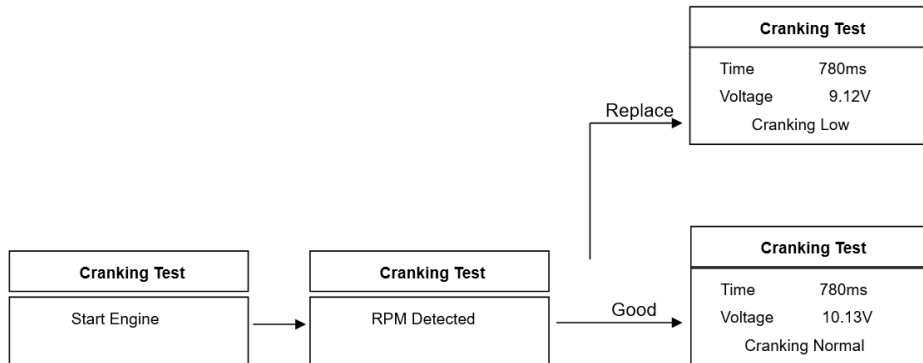 Cranking Test
Start Engine
Cranking Test
RPM Detected
Replace
Cranking Test
Time 780ms
Voltage 9.12V
Cranking Low
Good
Cranking Test
Time 780ms
Voltage 10.13V
Cranking Normal